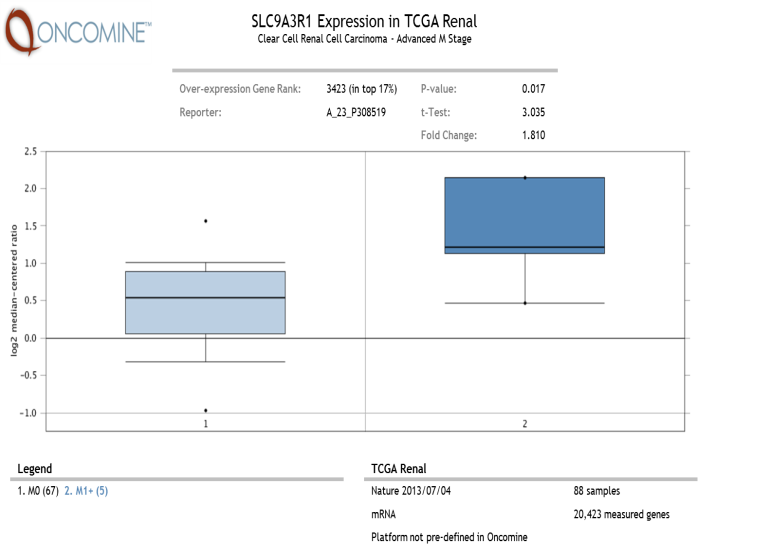 ONCOMINE™
SLC9A3R1 Expression in TCGA Renal
Clear Cell Renal Cell Carcinoma - Advanced M Stage
Over-expression Gene Rank: 3423 (in top 17%) P-value: 0.017
Reporter: A_23_P308519 t-Test: 3.035
Fold Change: 1.810
log2 median-centered ratio
2.5
2.0
1.5
1.0
0.5
0.0
-0.5
-1.0
1 2
Legend
1. M0 (67) 2. M1+ (5)
TCGA Renal
Nature 2013/07/04 88 samples
mRNA 20,423 measured genes
Platform not pre-defined in Oncomine